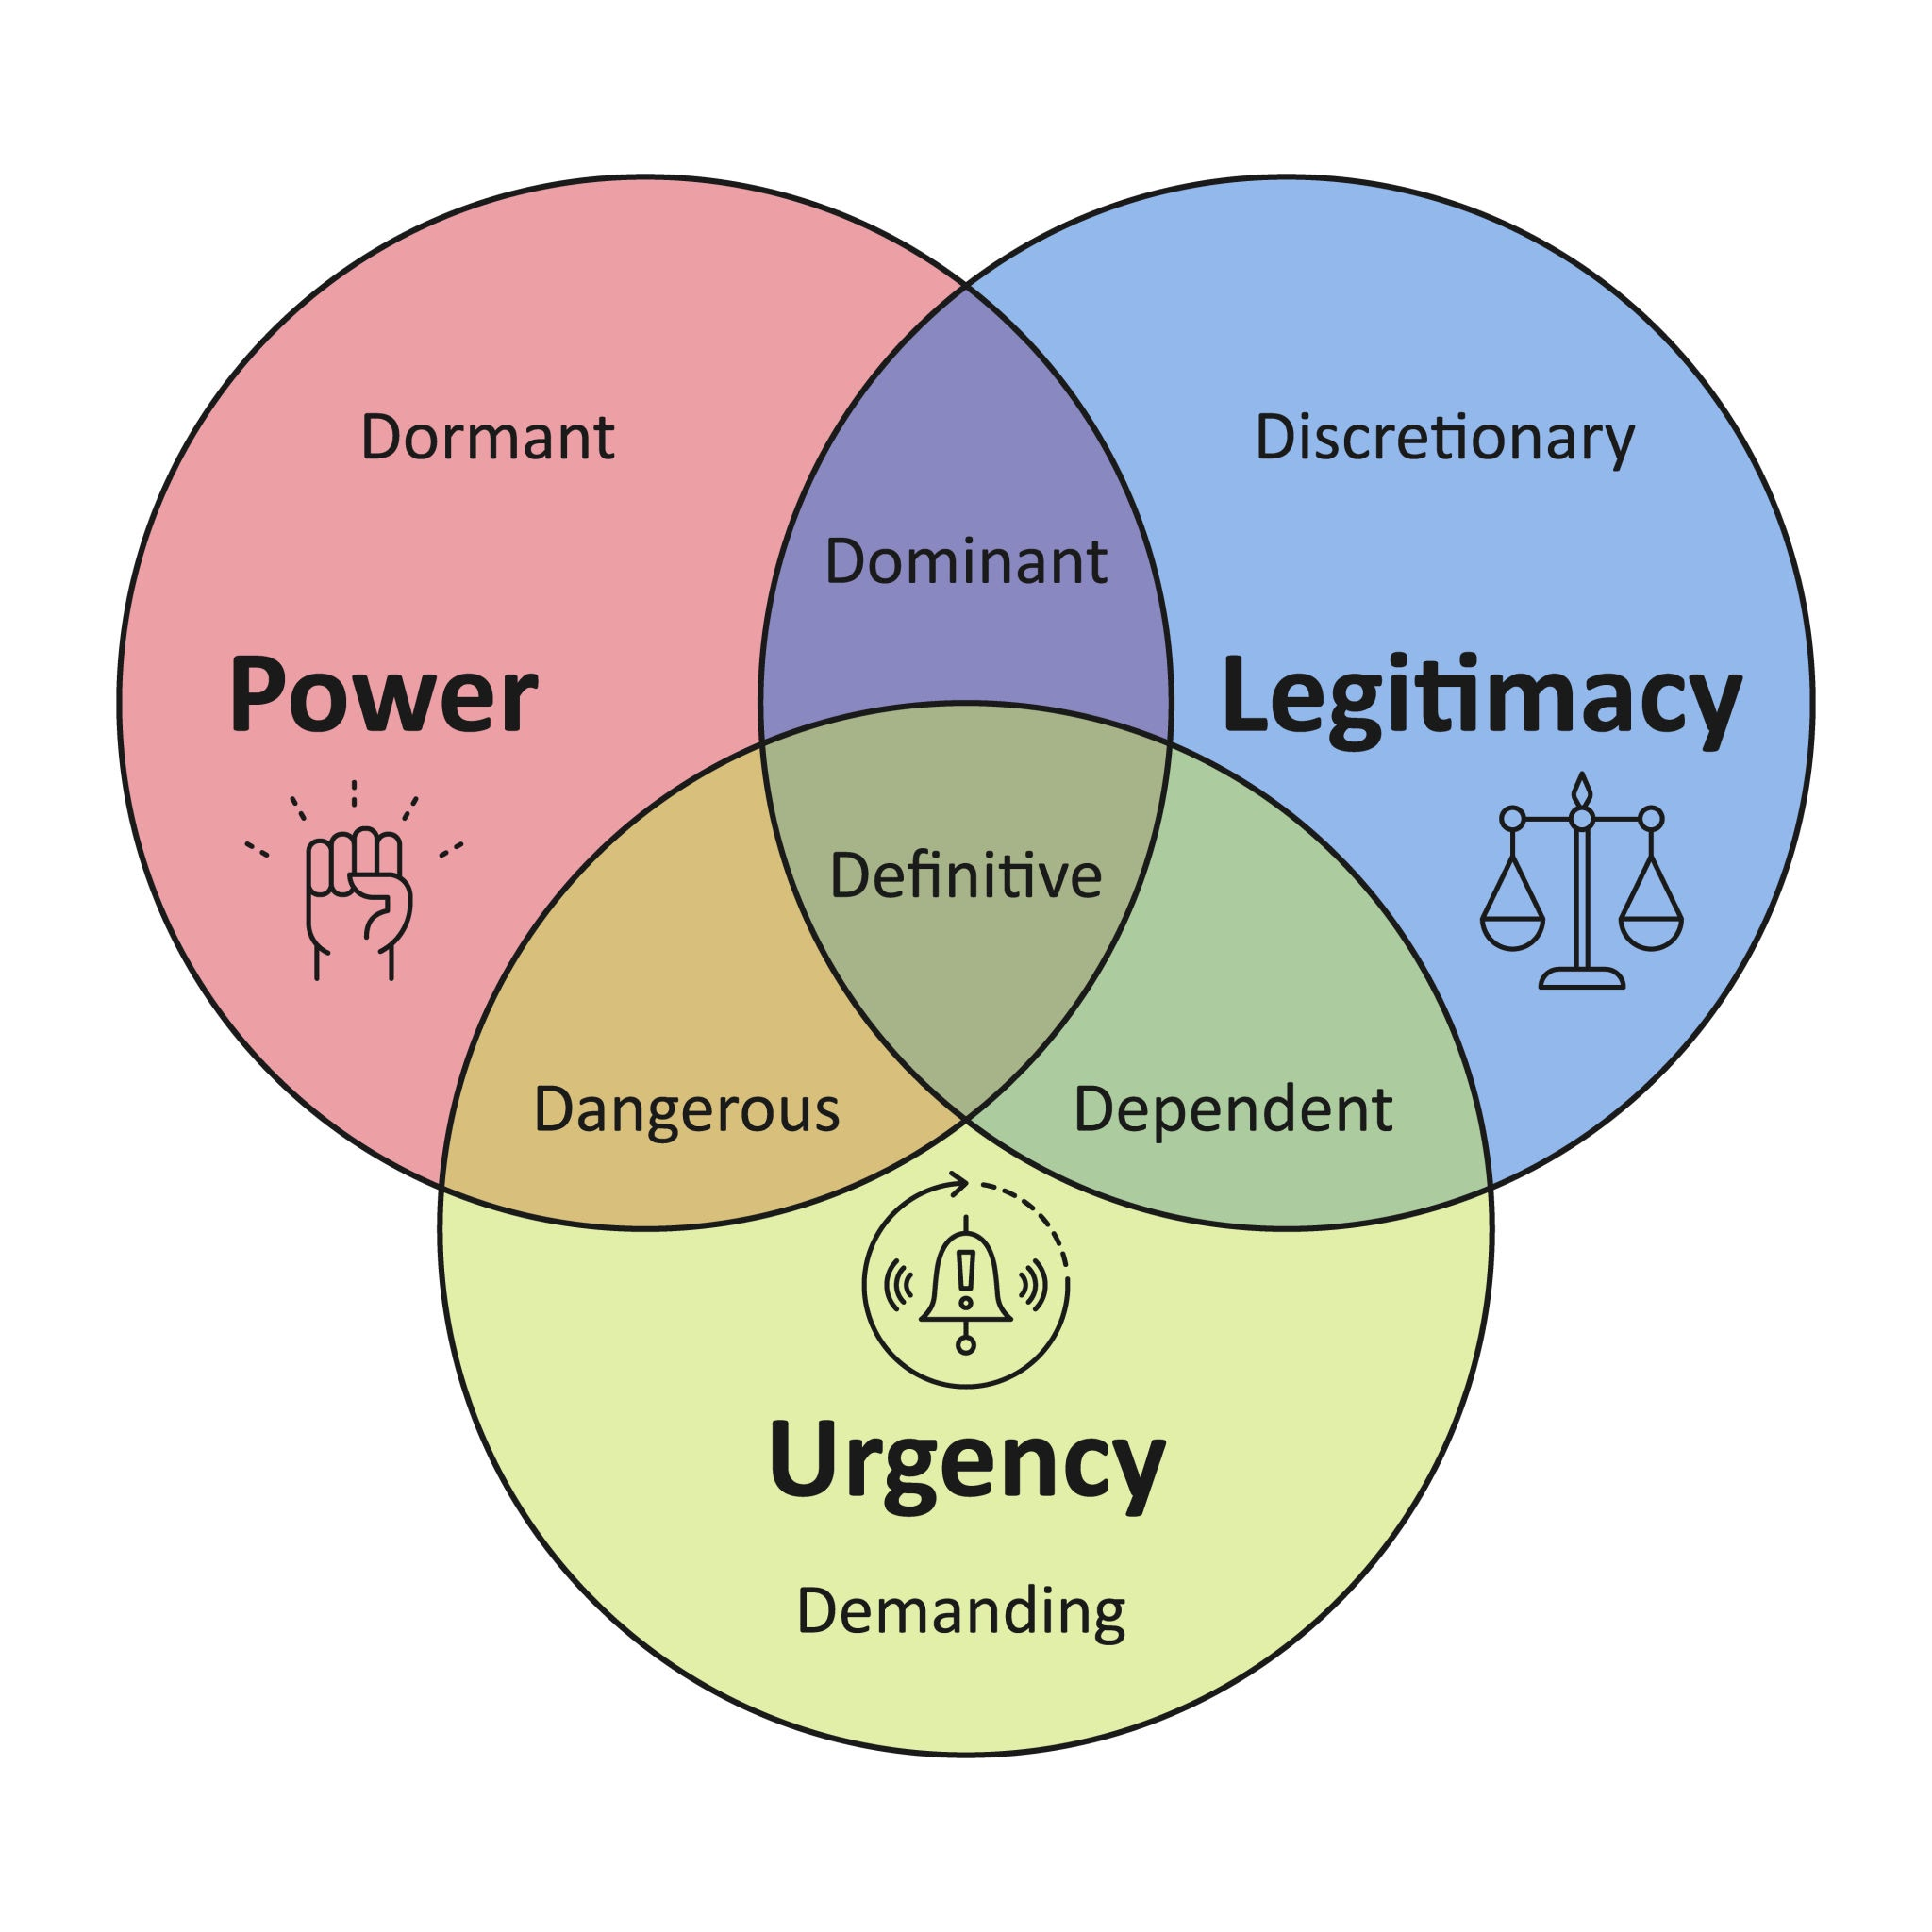 Dormant
Discretionary
Dominant
Power
Legitimacy
Definitive
Dangerous
Dependent
Urgency
Demanding